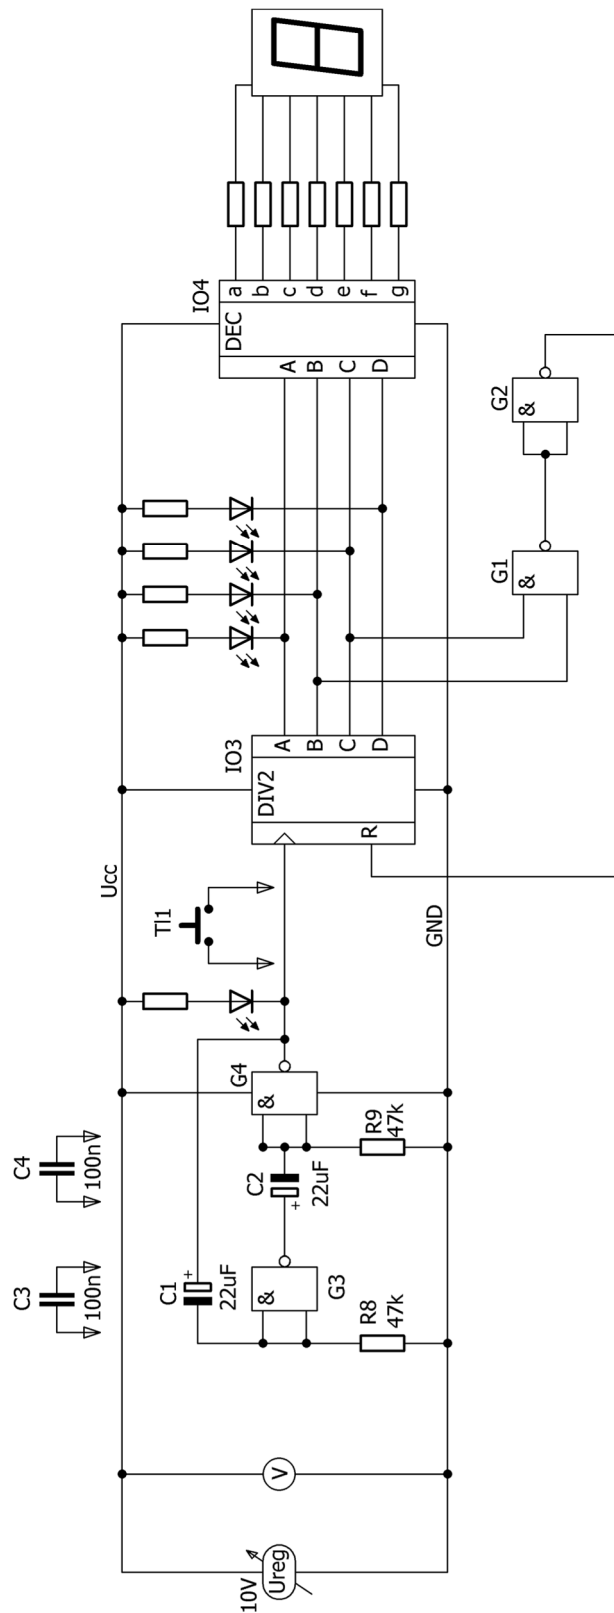 10V
Ureg
V
C3
100n
C4
100n
C1
+
22uF
&
G3
R8
47k
C2
+
22uF
&
G4
R9
47k
Tl1
Ucc
GND
IO3
DIV2
R
A
B
C
D
G1
&
G2
&
IO4
DEC
A
B
C
D
a
b
c
d
e
f
g